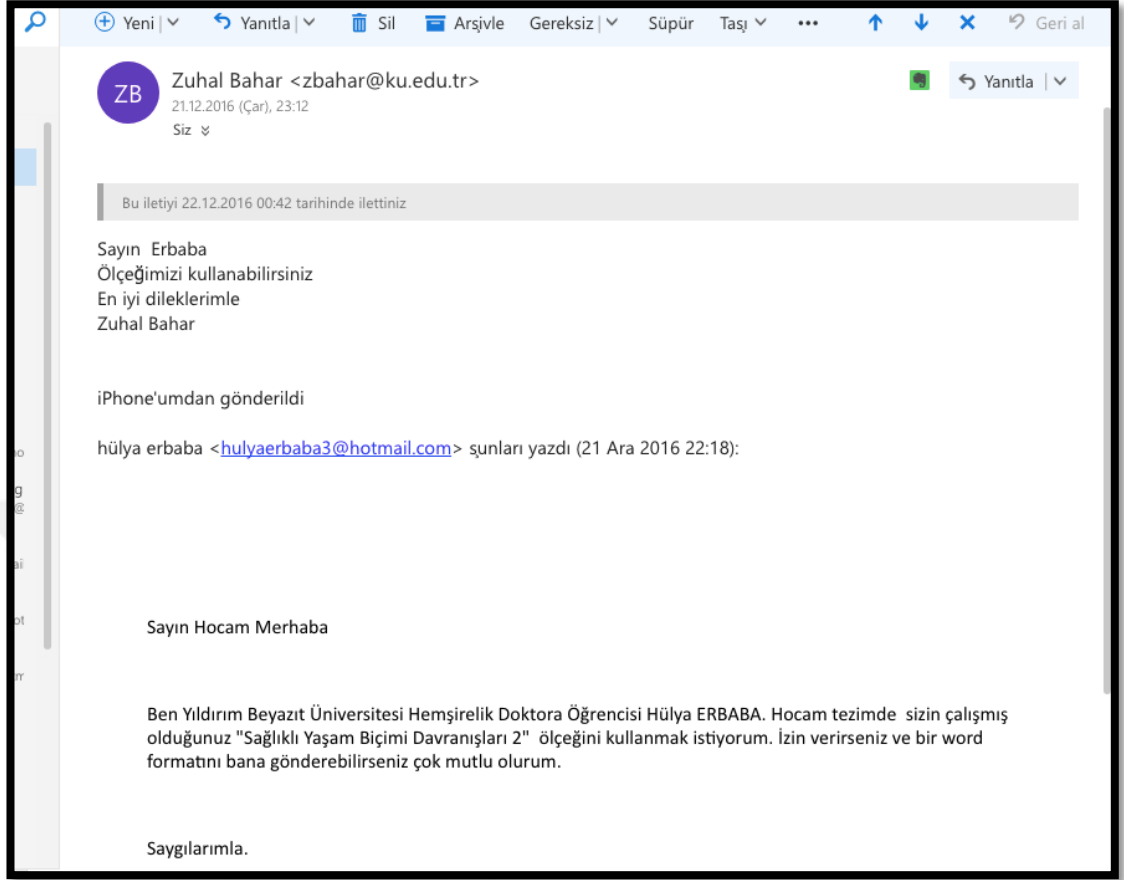 Yeni
Yanıtla
Sil
Arşivle
Gereksiz
Süpür
Taşı
Geri al
ZB
Zuhal Bahar <zbahar@ku.edu.tr>
21.12.2016 (Çar), 23:12
Siz
Yanıtla
Bu iletiyi 22.12.2016 00:42 tarihinde ilettiniz
Sayın Erbaba
Ölçeğimizi kullanabilirsiniz
En iyi dileklerimle
Zuhal Bahar
iPhone'umdan gönderildi
hülya erbaba <hulyaerbaba3@hotmail.com> şunları yazdı (21 Ara 2016 22:18):
Sayın Hocam Merhaba
Ben Yıldırım Beyazıt Üniversitesi Hemşirelik Doktora Öğrencisi Hülya ERBABA. Hocam tezimde sizin çalışmış
olduğunuz "Sağlıklı Yaşam Biçimi Davranışları 2" ölçeğini kullanmak istiyorum. İzin verirseniz ve bir word
formatını bana gönderebilirseniz çok mutlu olurum.
Saygılarımla.